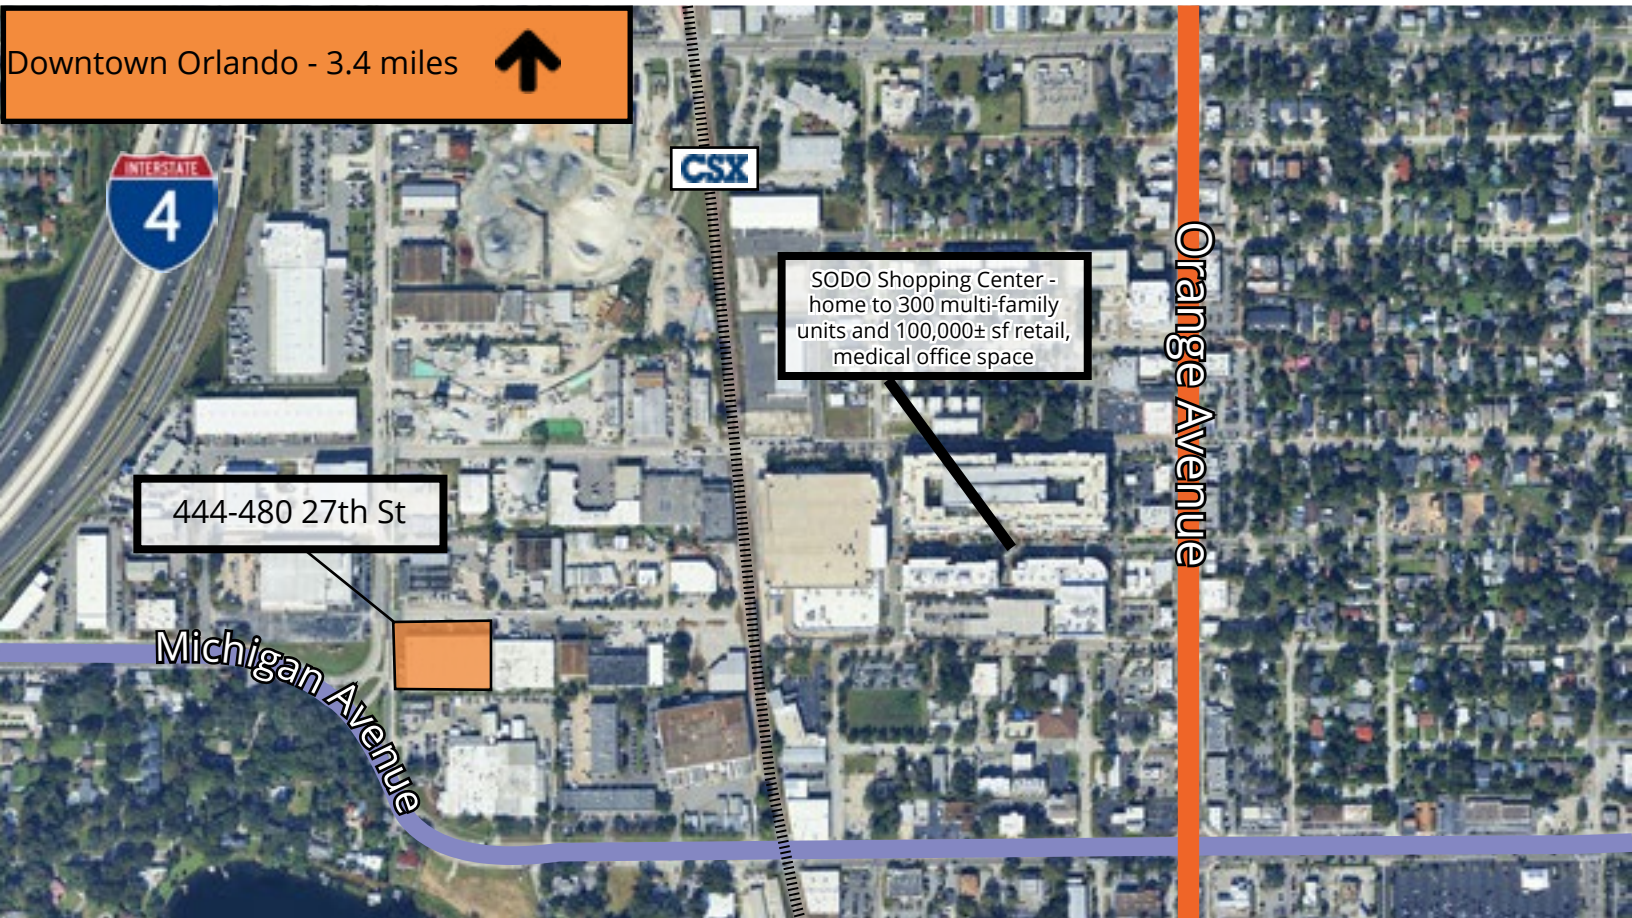 Downtown Orlando - 3.4 miles
INTERSTATE
4
CSX
SODO Shopping Center -
home to 300 multi-family
units and 100,000± sf retail,
medical office space
Orange Avenue
444-480 27th St
Michigan Avenue